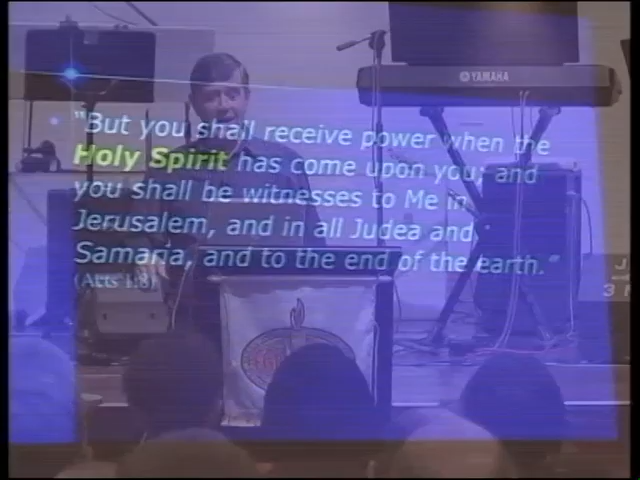 YAMAHA
"But you shall receive power when the
Holy Spirit has come upon you; and
you shall be witnesses to Me in
Jerusalem, and in all Judea and
Samaria, and to the end of the earth."
(Acts 1:8)
J
3